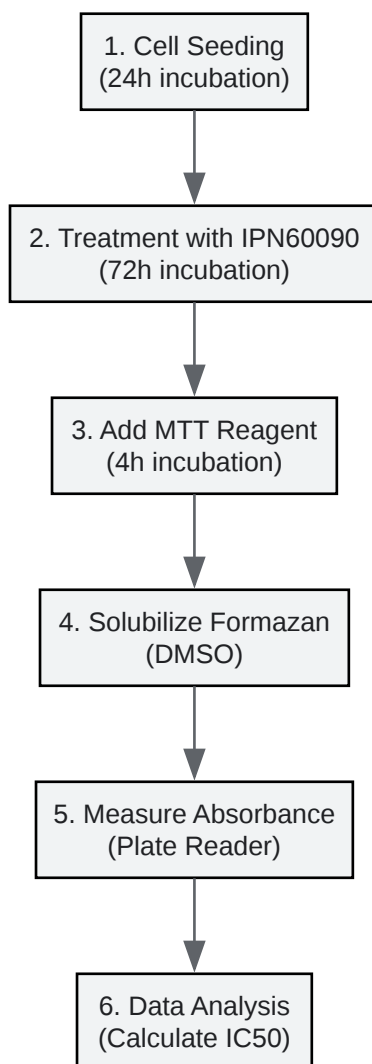 1. Cell Seeding
(24h incubation)
2. Treatment with IPN60090
(72h incubation)
3. Add MTT Reagent
(4h incubation)
4. Solubilize Formazan
(DMSO)
5. Measure Absorbance
(Plate Reader)
6. Data Analysis
(Calculate IC50)